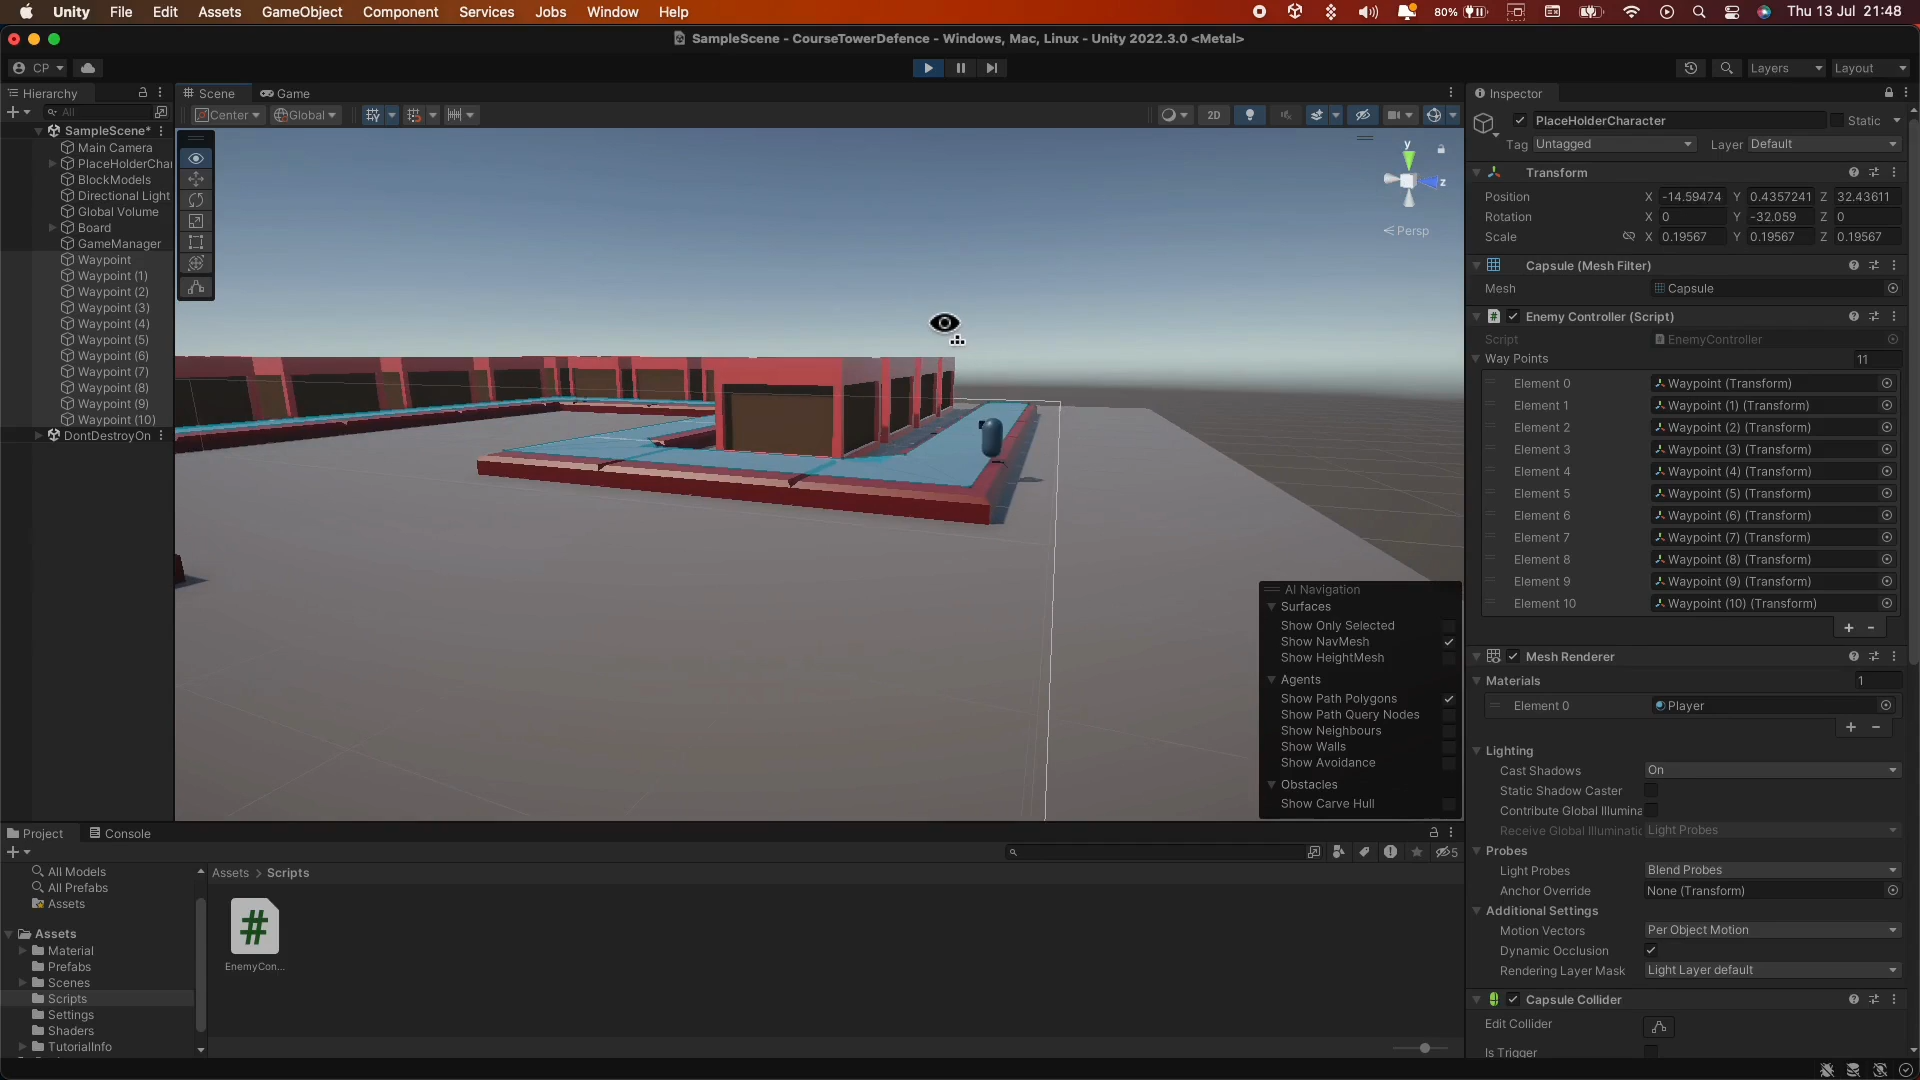 Unity File Edit Assets GameObject Component Services Jobs Window Help 80% Thu 13 Jul 21:48
SampleScene - CourseTowerDefence - Windows, Mac, Linux - Unity 2022.3.0 <Metal>
CP Layers Layout
Hierarchy
All
SampleScene*
Main Camera
PlaceHolderChar
BlockModels
Directional Light
Global Volume
Board
GameManager
Waypoint
Waypoint (1)
Waypoint (2)
Waypoint (3)
Waypoint (4)
Waypoint (5)
Waypoint (6)
Waypoint (7)
Waypoint (8)
Waypoint (9)
Waypoint (10)
DontDestroyOn
Scene Game
Center Global 2D
y
z
Persp
AI Navigation
Surfaces
Show Only Selected
Show NavMesh
Show HeightMesh
Agents
Show Path Polygons
Show Path Query Nodes
Show Neighbours
Show Walls
Show Avoidance
Obstacles
Show Carve Hull
Inspector
PlaceHolderCharacter Static
Tag Untagged Layer Default
Transform
Position X -14.59474 Y 0.4357241 Z 32.43611
Rotation X 0 Y -32.059 Z 0
Scale X 0.19567 Y 0.19567 Z 0.19567
Capsule (Mesh Filter)
Mesh Capsule
# Enemy Controller (Script)
Script EnemyController
Way Points 11
Element 0 Waypoint (Transform)
Element 1 Waypoint (1) (Transform)
Element 2 Waypoint (2) (Transform)
Element 3 Waypoint (3) (Transform)
Element 4 Waypoint (4) (Transform)
Element 5 Waypoint (5) (Transform)
Element 6 Waypoint (6) (Transform)
Element 7 Waypoint (7) (Transform)
Element 8 Waypoint (8) (Transform)
Element 9 Waypoint (9) (Transform)
Element 10 Waypoint (10) (Transform)
+ -
Mesh Renderer
Materials 1
Element 0 Player
+ -
Lighting
Cast Shadows On
Static Shadow Caster
Contribute Global Illumina
Receive Global Illuminatic Light Probes
Probes
Light Probes Blend Probes
Anchor Override None (Transform)
Additional Settings
Motion Vectors Per Object Motion
Dynamic Occlusion
Rendering Layer Mask Light Layer default
Capsule Collider
Edit Collider
Is Trigger
Project Console
5
All Models
All Prefabs
Assets
Assets
Material
Prefabs
Scenes
Scripts
Settings
Shaders
TutorialInfo
Assets > Scripts
#
EnemyCon...